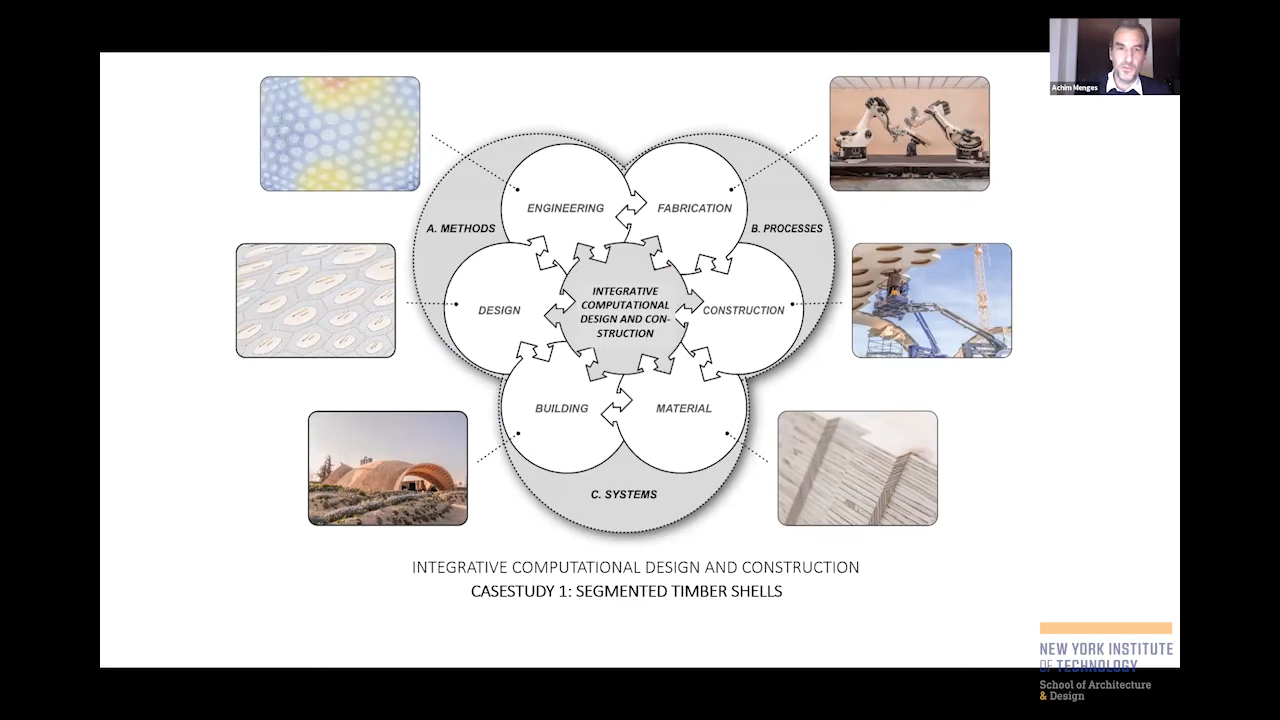 Achim Menges
ENGINEERING
FABRICATION
A. METHODS
B. PROCESSES
INTEGRATIVE
COMPUTATIONAL
DESIGN AND CON-
STRUCTION
DESIGN
CONSTRUCTION
BUILDING
MATERIAL
C. SYSTEMS
INTEGRATIVE COMPUTATIONAL DESIGN AND CONSTRUCTION
CASESTUDY 1: SEGMENTED TIMBER SHELLS
NEW YORK INSTITUTE
OF TECHNOLOGY
School of Architecture
& Design